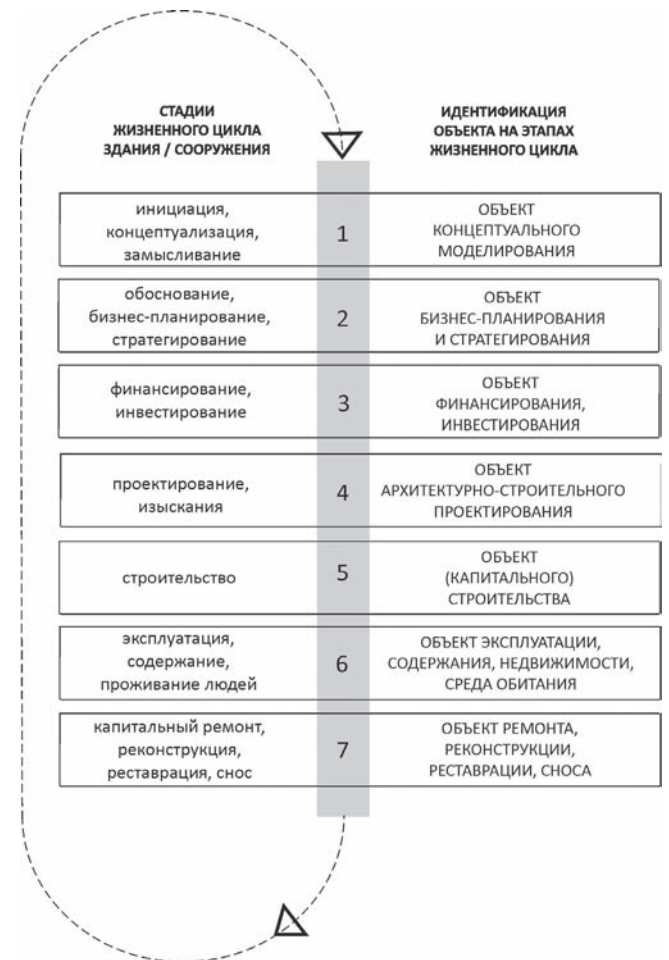 СТАДИИ
ЖИЗНЕННОГО ЦИКЛА
ЗДАНИЯ / СООРУЖЕНИЯ
ИДЕНТИФИКАЦИЯ
ОБЪЕКТА НА ЭТАПАХ
ЖИЗНЕННОГО ЦИКЛА
инициация,
концептуализация,
замысливание
1
ОБЪЕКТ
КОНЦЕПТУАЛЬНОГО
МОДЕЛИРОВАНИЯ
обоснование,
бизнес-планирование,
стратегирование
2
ОБЪЕКТ
БИЗНЕС-ПЛАНИРОВАНИЯ
И СТРАТЕГИРОВАНИЯ
финансирование,
инвестирование
3
ОБЪЕКТ
ФИНАНСИРОВАНИЯ,
ИНВЕСТИРОВАНИЯ
проектирование,
изыскания
4
ОБЪЕКТ
АРХИТЕКТУРНО-СТРОИТЕЛЬНОГО
ПРОЕКТИРОВАНИЯ
строительство
5
ОБЪЕКТ
(КАПИТАЛЬНОГО)
СТРОИТЕЛЬСТВА
эксплуатация,
содержание,
проживание людей
6
ОБЪЕКТ ЭКСПЛУАТАЦИИ,
СОДЕРЖАНИЯ, НЕДВИЖИМОСТИ,
СРЕДА ОБИТАНИЯ
капитальный ремонт,
реконструкция,
реставрация, снос
7
ОБЪЕКТ РЕМОНТА,
РЕКОНСТРУКЦИИ,
РЕСТАВРАЦИИ, СНОСА